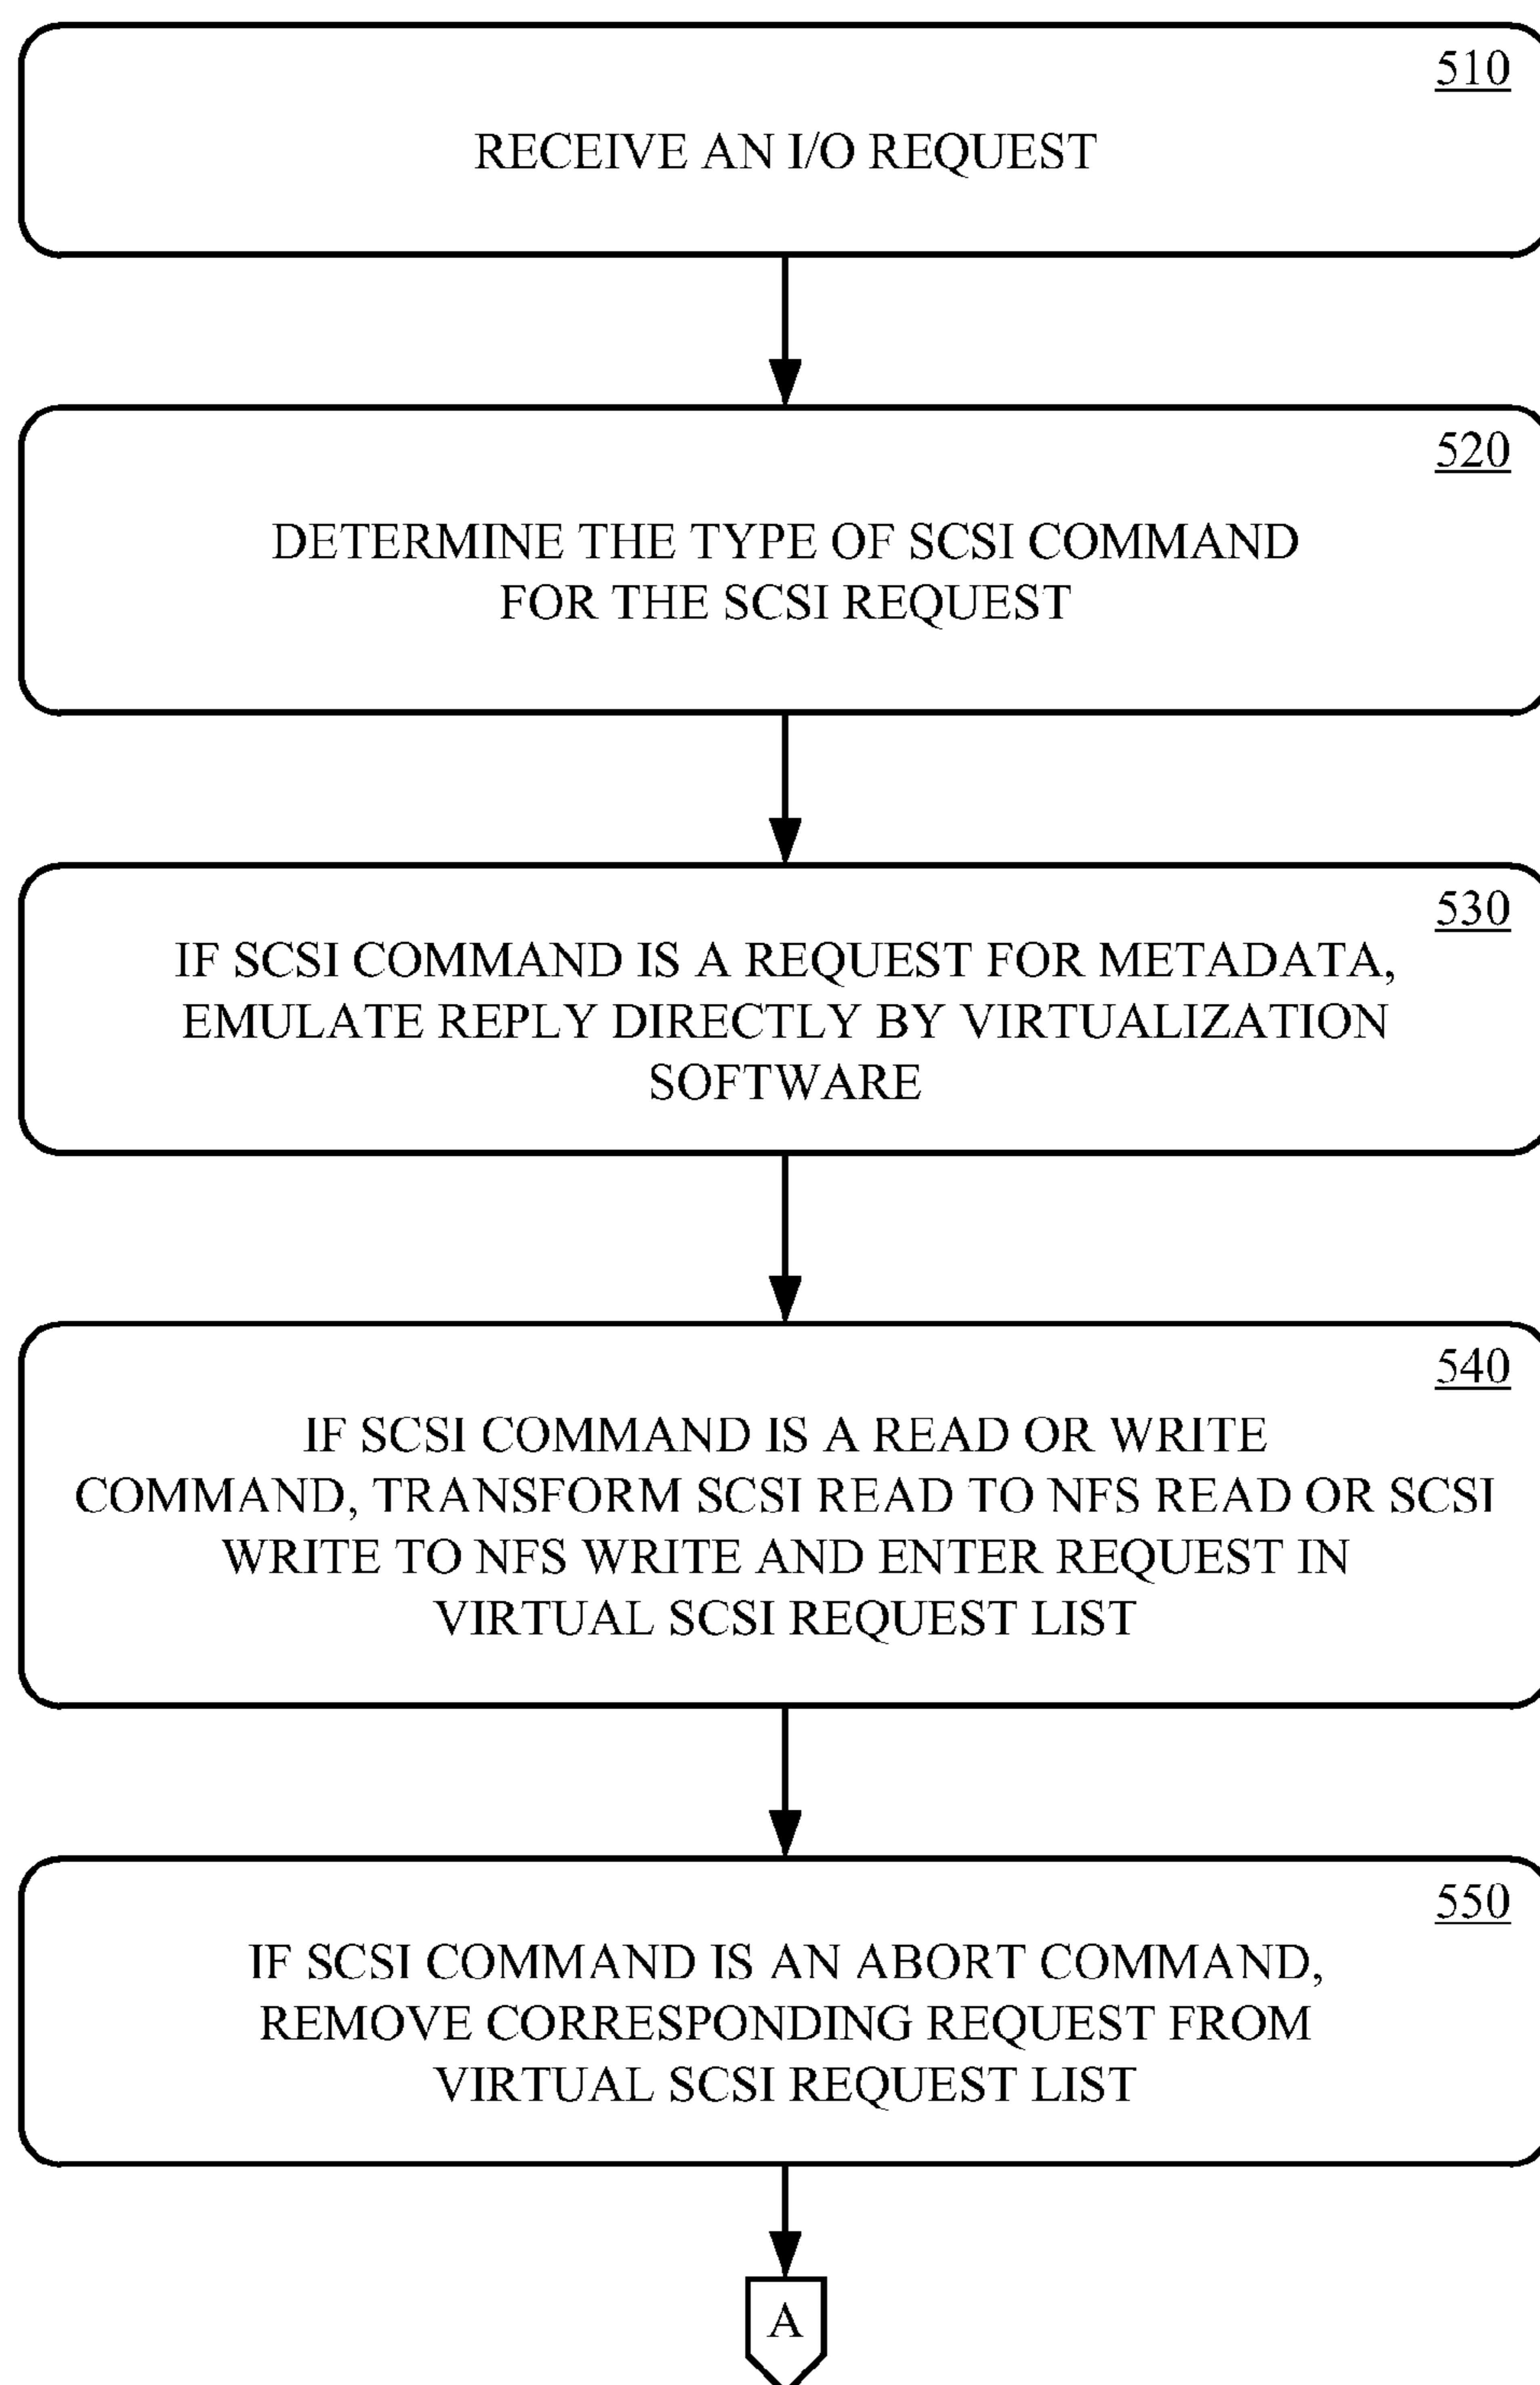 510
RECEIVE AN I/O REQUEST
520
DETERMINE THE TYPE OF SCSI COMMAND
FOR THE SCSI REQUEST
530
IF SCSI COMMAND IS A REQUEST FOR METADATA,
EMULATE REPLY DIRECTLY BY VIRTUALIZATION
SOFTWARE
540
IF SCSI COMMAND IS A READ OR WRITE
COMMAND, TRANSFORM SCSI READ TO NFS READ OR SCSI
WRITE TO NFS WRITE AND ENTER REQUEST IN
VIRTUAL SCSI REQUEST LIST
550
IF SCSI COMMAND IS AN ABORT COMMAND,
REMOVE CORRESPONDING REQUEST FROM
VIRTUAL SCSI REQUEST LIST
A